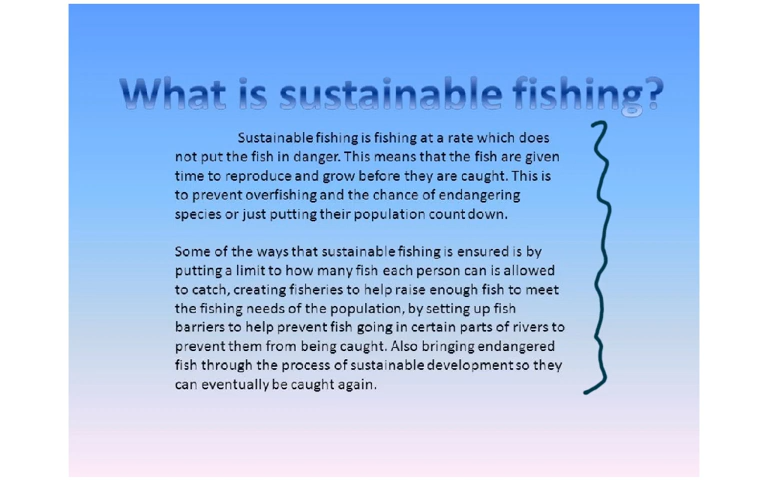 What is sustainable fishing?
Sustainable fishing is fishing at a rate which does
not put the fish in danger. This means that the fish are given
time to reproduce and grow before they are caught. This is
to prevent overfishing and the chance of endangering
species or just putting their population count down.
Some of the ways that sustainable fishing is ensured is by
putting a limit to how many fish each person can is allowed
to catch, creating fisheries to help raise enough fish to meet
the fishing needs of the population, by setting up fish
barriers to help prevent fish going in certain parts of rivers to
prevent them from being caught. Also bringing endangered
fish through the process of sustainable development so they
can eventually be caught again.